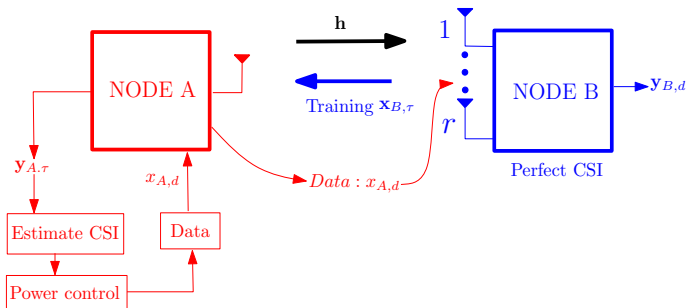 h
1
NODE A
NODE B
Training x_{B,τ}
y_{B,d}
r
y_{A.τ}
x_{A,d}
Data : x_{A,d}
Perfect CSI
Estimate CSI
Data
Power control